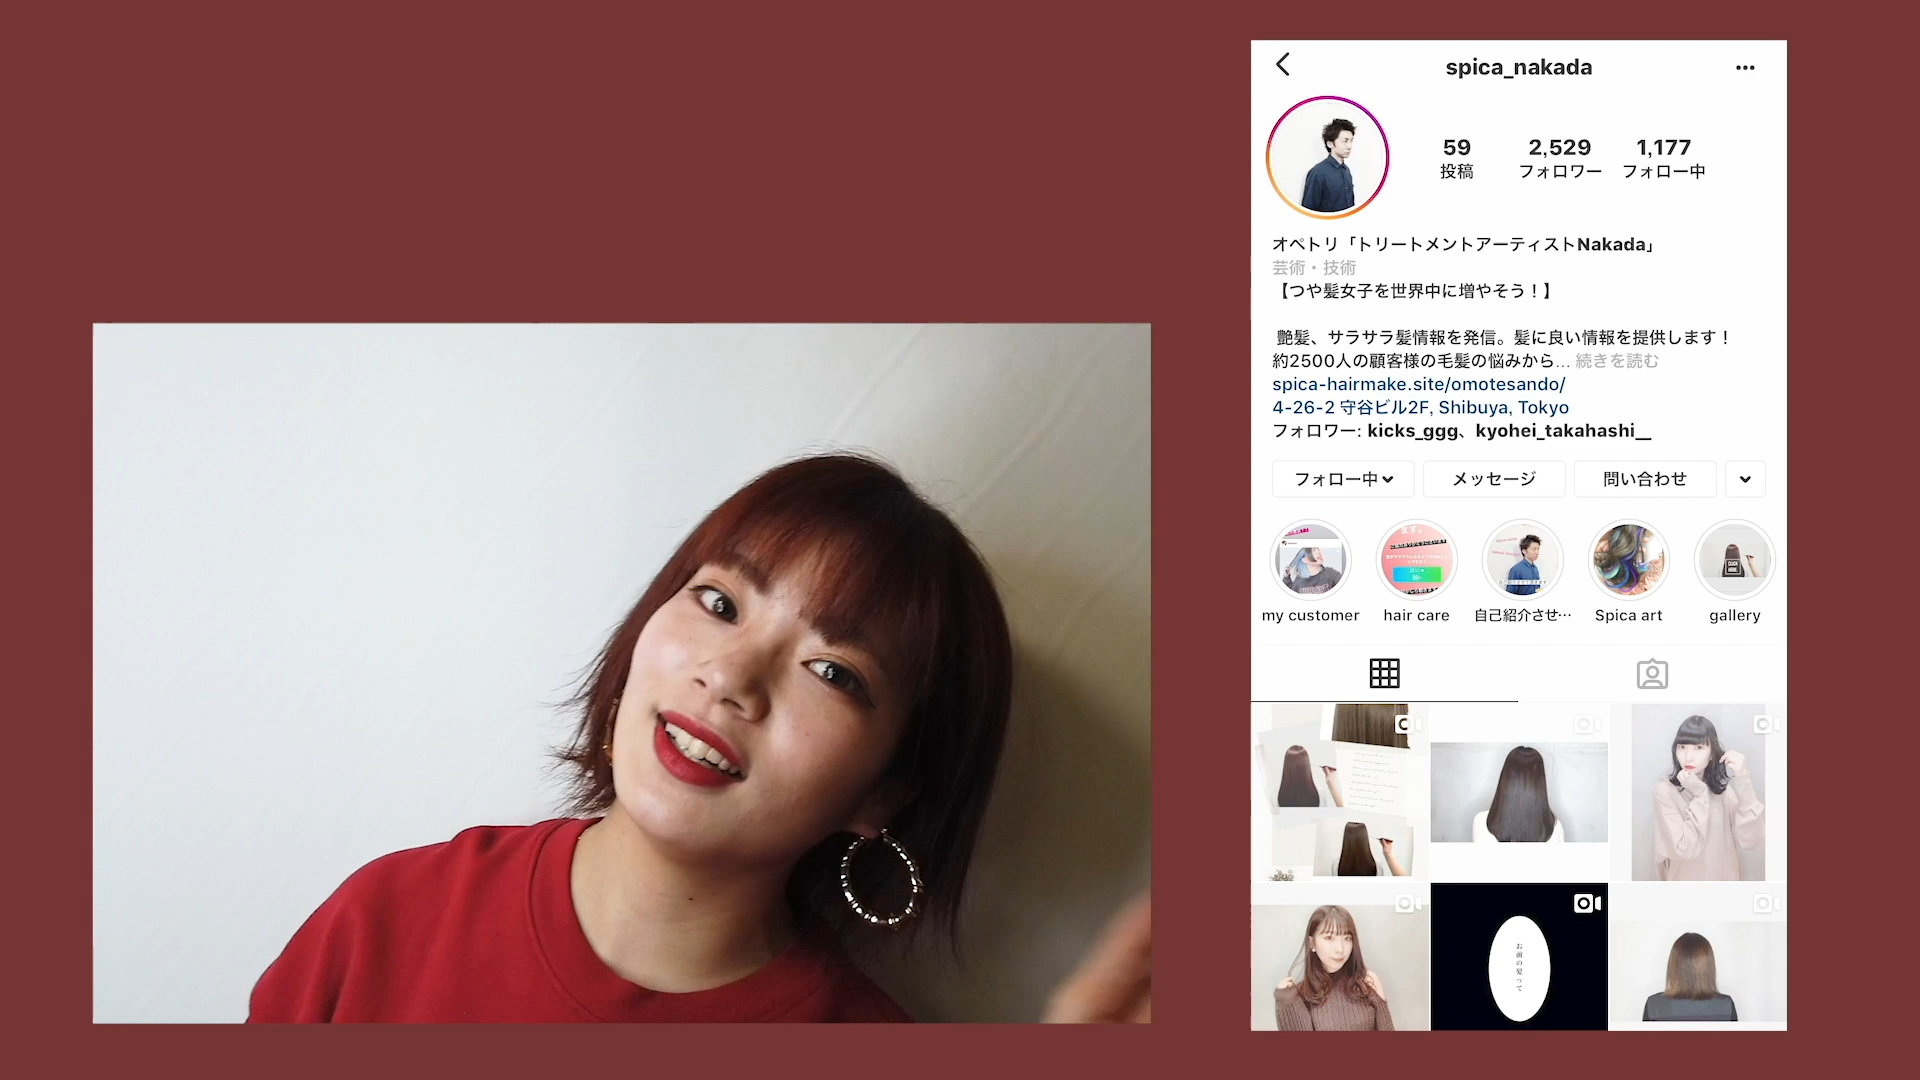 spica_nakada
59
2,529
1,177
投稿
フォロワー
フォロー中
オペトリ「トリートメントアーティストNakada」
芸術・技術
【つや髪女子を世界中に増やそう！】
艶髪、サラサラ髪情報を発信。髪に良い情報を提供します！
約2500人の顧客様の毛髪の悩みから... 続きを読む
spica-hairmake.site/omotesando/
4-26-2 守谷ビル2F, Shibuya, Tokyo
フォロワー: kicks_ggg、kyohei_takahashi__
フォロー中
メッセージ
問い合わせ
CLICK
HERE
my customer
hair care
自己紹介させ…
Spica art
gallery
お前の髪って